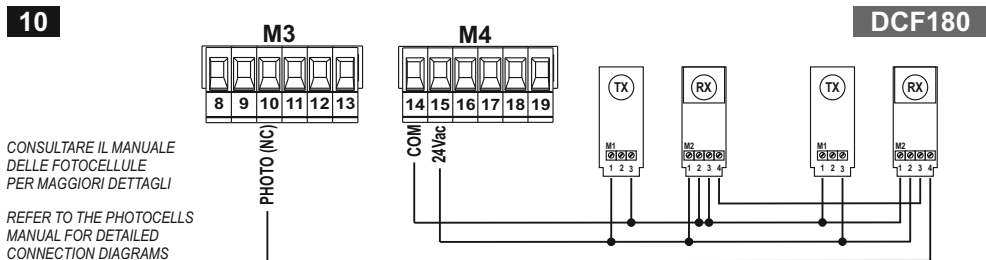 10
DCF180
M3
M4
8 9 10 11 12 13
14 15 16 17 18 19
TX
RX
TX
RX
M1
M2
M1
M2
1 2 3
1 2 3 4
1 2 3
1 2 3 4
PHOTO (NC)
COM
24Vac
CONSULTARE IL MANUALE
DELLE FOTOCELLULE
PER MAGGIORI DETTAGLI
REFER TO THE PHOTOCELLS
MANUAL FOR DETAILED
CONNECTION DIAGRAMS